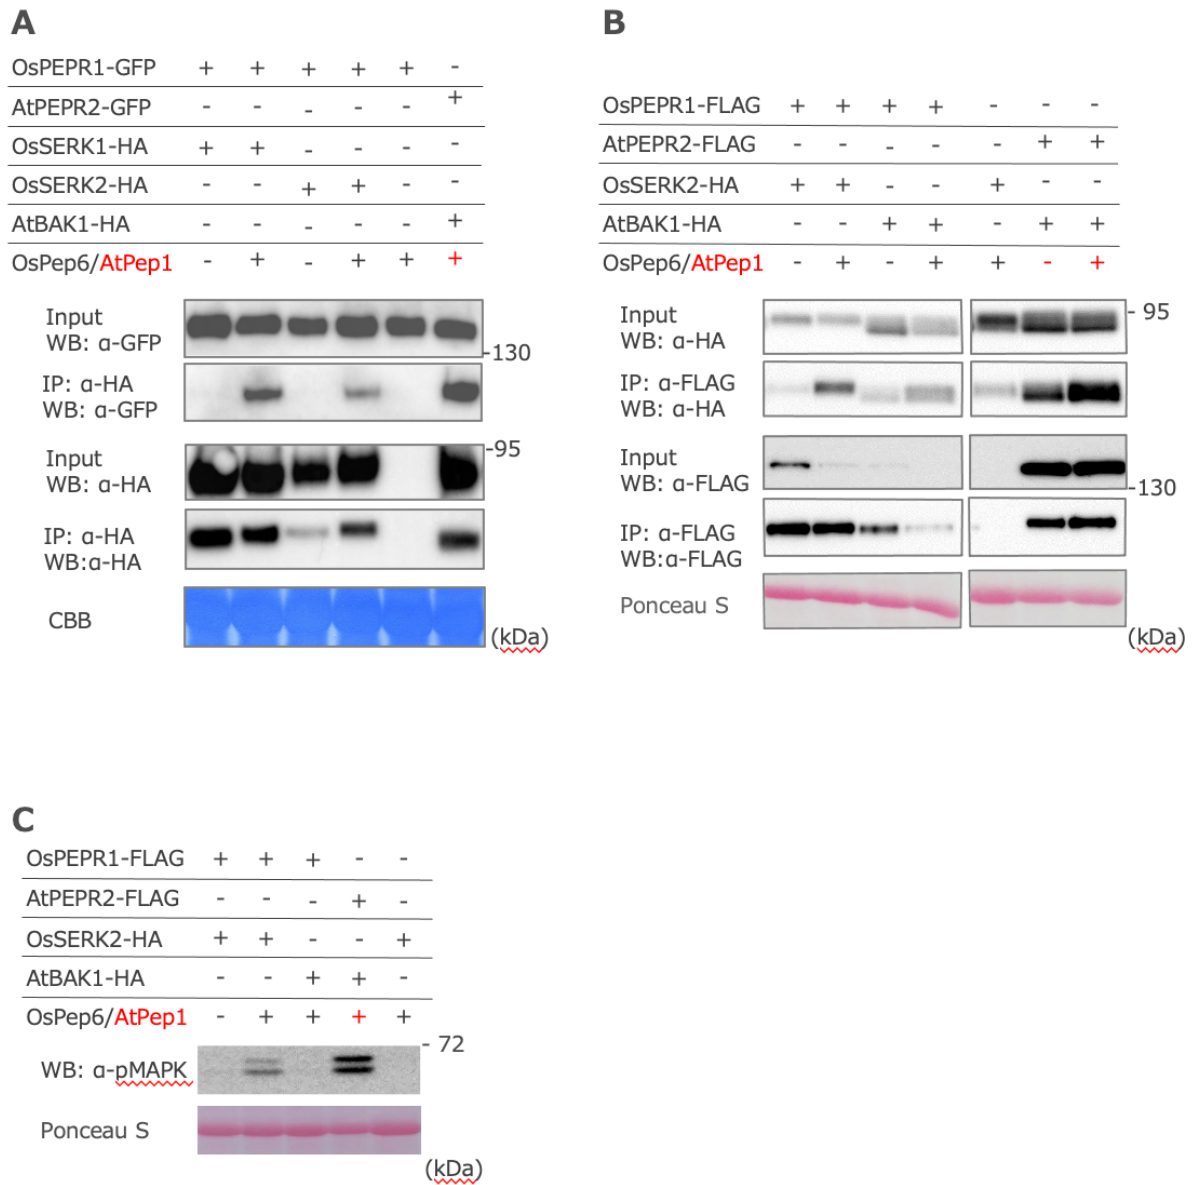 A
OsPEPR1-GFP + + + + + -
AtPEPR2-GFP - - - - - +
OsSERK1-HA + + - - - -
OsSERK2-HA - - + + - -
AtBAK1-HA - - - - - +
OsPep6/AtPep1 - + - + + +
Input
WB: ɑ-GFP
-130
IP: ɑ-HA
WB: ɑ-GFP
-95
Input
WB: ɑ-HA
IP: ɑ-HA
WB:ɑ-HA
CBB
(kDa)
B
OsPEPR1-FLAG + + + + - - -
AtPEPR2-FLAG - - - - - + +
OsSERK2-HA + + - - + - -
AtBAK1-HA - - + + - + +
OsPep6/AtPep1 - + - + + - +
Input
WB: ɑ-HA
- 95
IP: ɑ-FLAG
WB: ɑ-HA
Input
WB: ɑ-FLAG
-130
IP: ɑ-FLAG
WB:ɑ-FLAG
Ponceau S
(kDa)
C
OsPEPR1-FLAG + + + - -
AtPEPR2-FLAG - - - + -
OsSERK2-HA + + - - +
AtBAK1-HA - - + + -
OsPep6/AtPep1 - + + + +
- 72
WB: ɑ-pMAPK
Ponceau S
(kDa)